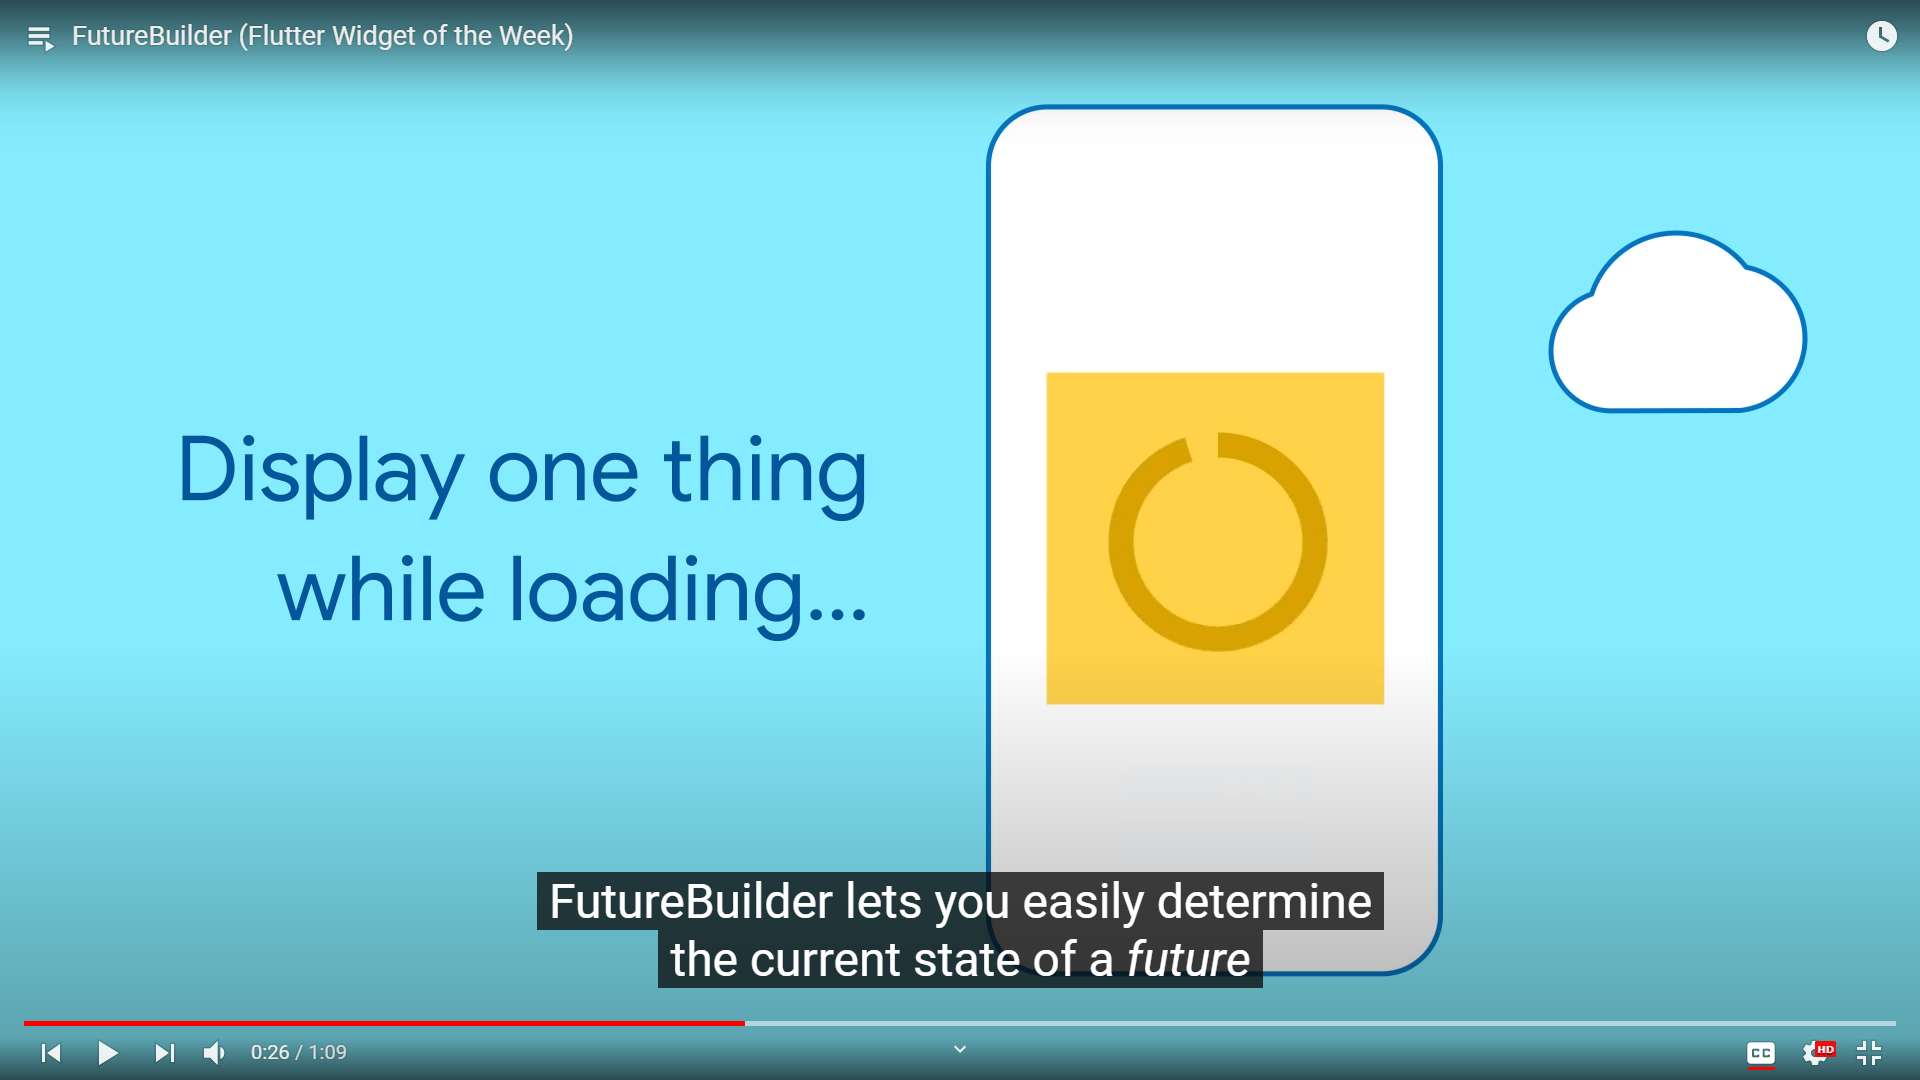 FutureBuilder (Flutter Widget of the Week)
Display one thing
while loading...
FutureBuilder lets you easily determine
the current state of a future
0:26 / 1:09
CC
HD